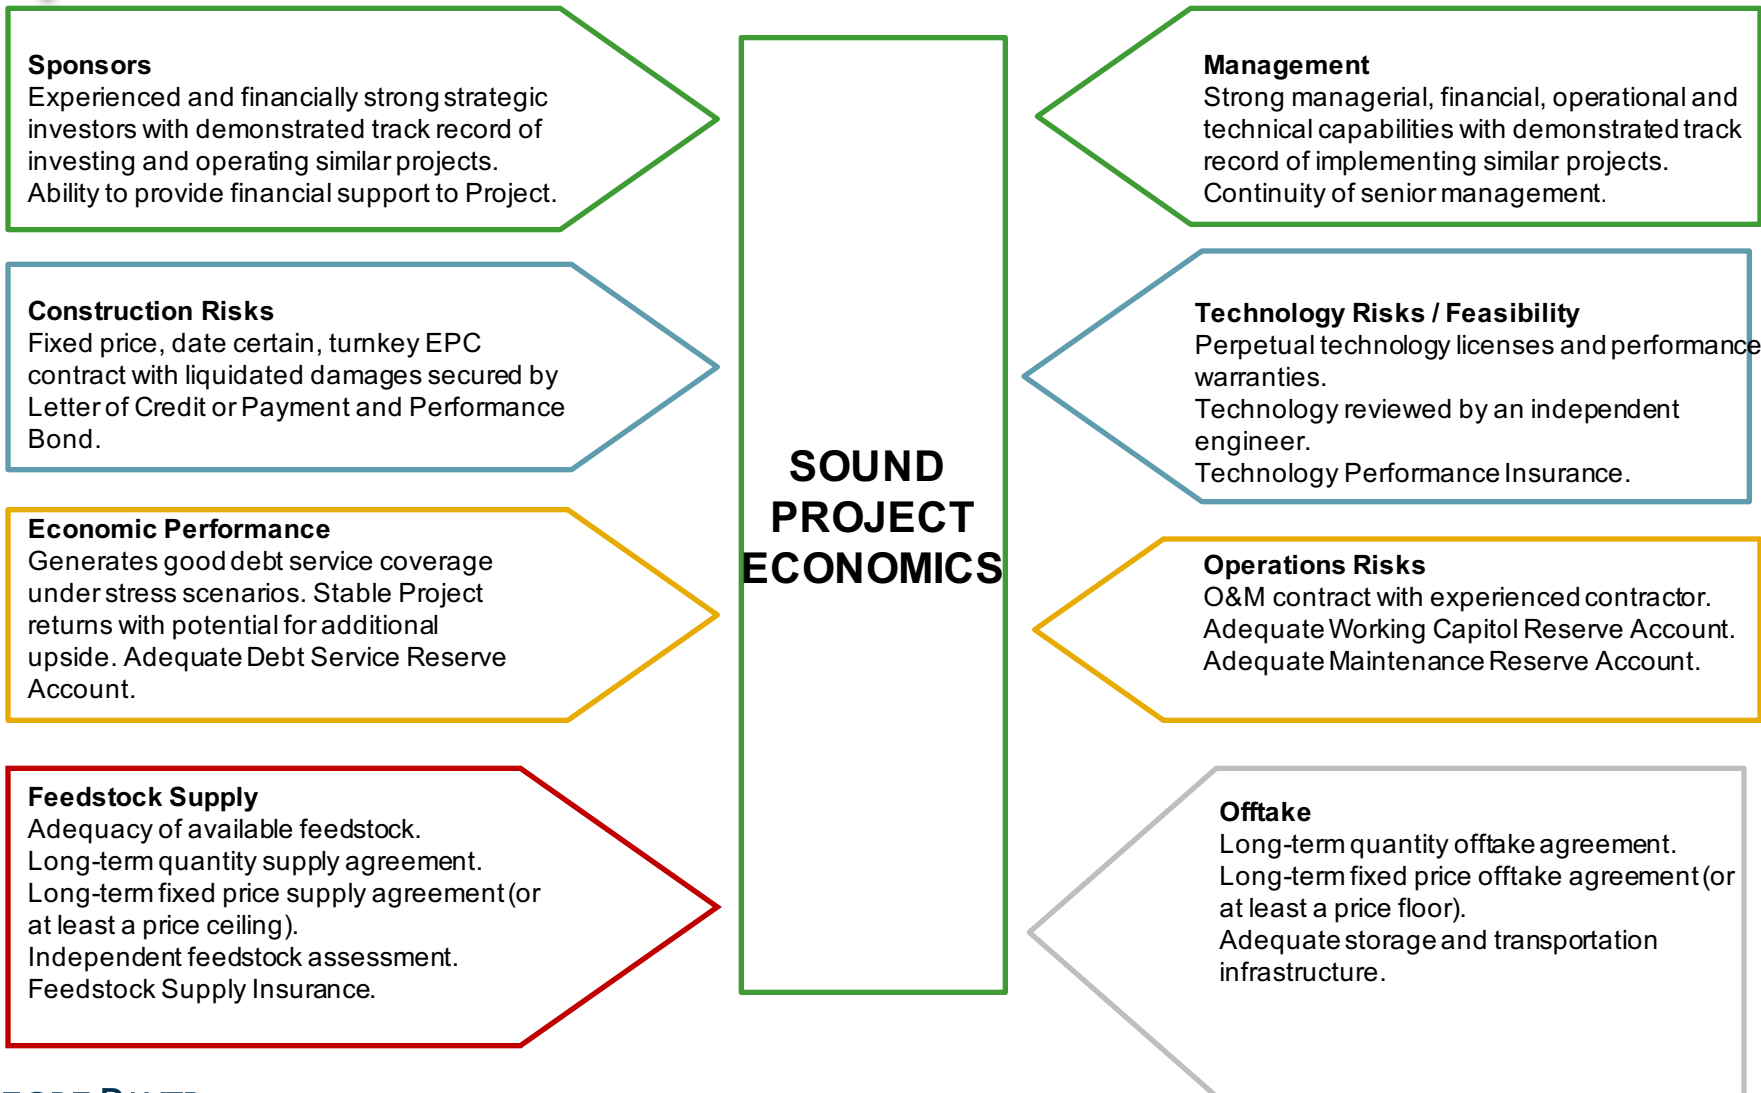 Sponsors
Experienced and financially strong strategic
investors with demonstrated track record of
investing and operating similar projects.
Ability to provide financial support to Project.
Construction Risks
Fixed price, date certain, turnkey EPC
contract with liquidated damages secured by
Letter of Credit or Payment and Performance
Bond.
Economic Performance
Generates good debt service coverage
under stress scenarios. Stable Project
returns with potential for additional
upside. Adequate Debt Service Reserve
Account.
Feedstock Supply
Adequacy of available feedstock.
Long-term quantity supply agreement.
Long-term fixed price supply agreement (or
at least a price ceiling).
Independent feedstock assessment.
Feedstock Supply Insurance.
SOUND
PROJECT
ECONOMICS
Management
Strong managerial, financial, operational and
technical capabilities with demonstrated track
record of implementing similar projects.
Continuity of senior management.
Technology Risks / Feasibility
Perpetual technology licenses and performance
warranties.
Technology reviewed by an independent
engineer.
Technology Performance Insurance.
Operations Risks
O&M contract with experienced contractor.
Adequate Working Capitol Reserve Account.
Adequate Maintenance Reserve Account.
Offtake
Long-term quantity offtake agreement.
Long-term fixed price offtake agreement (or
at least a price floor).
Adequate storage and transportation
infrastructure.